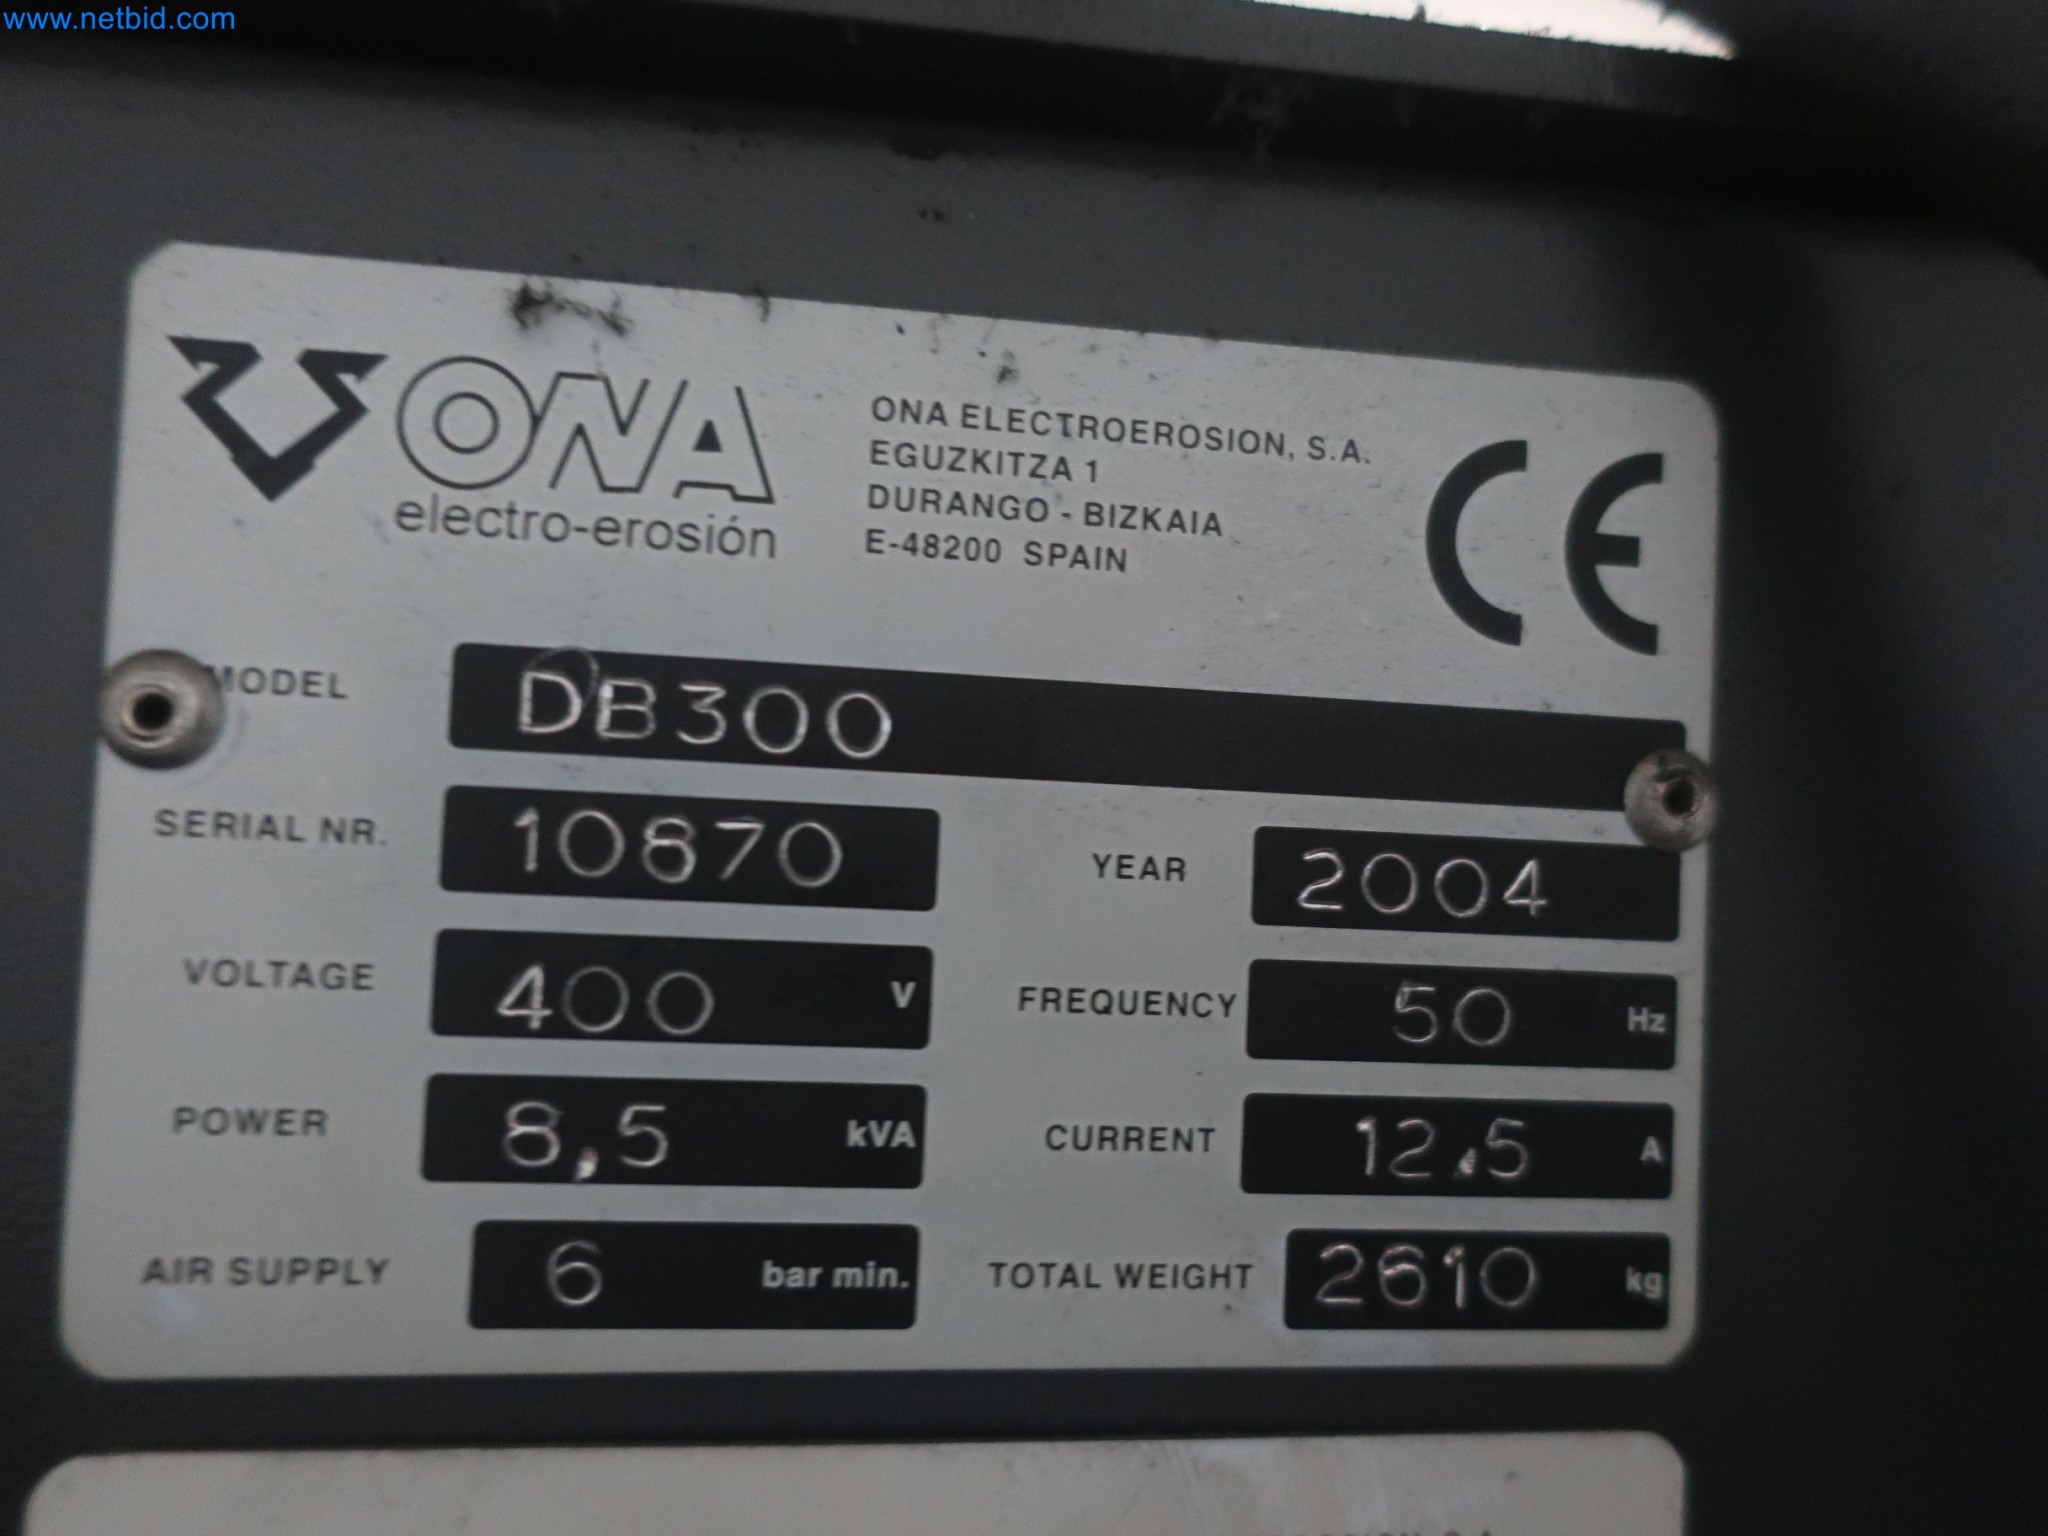 www.netbid.com
ONA
electro-erosión
ONA ELECTROEROSION, S.A.
EGUZKITZA 1
DURANGO - BIZKAIA
E-48200 SPAIN
CE
MODEL DB300
SERIAL NR. 10870
YEAR 2004
VOLTAGE 400 V
FREQUENCY 50 Hz
POWER 8,5 kVA
CURRENT 12.5 A
AIR SUPPLY 6 bar min.
TOTAL WEIGHT 2610 kg